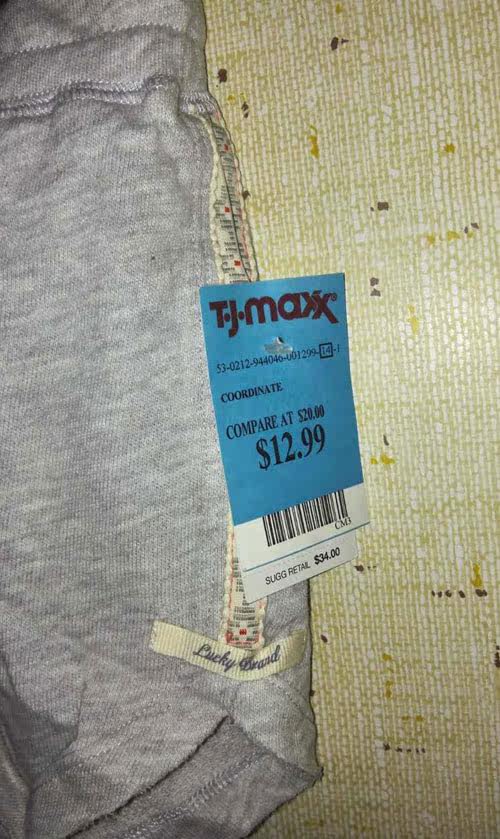 T·J·maxx®
53-0212-944046-001299-14-1
COORDINATE
COMPARE AT $20.00
$12.99
CM3
SUGG RETAIL $34.00
Lucky Brand